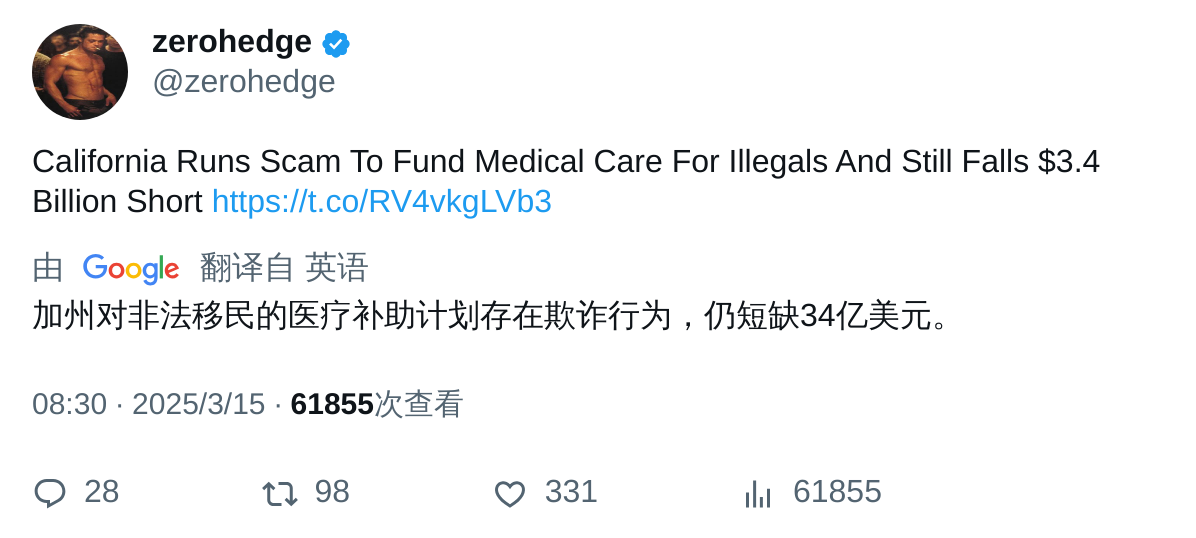 zerohedge
@zerohedge
California Runs Scam To Fund Medical Care For Illegals And Still Falls $3.4
Billion Short https://t.co/RV4vkgLVb3
由 Google 翻译自 英语
加州对非法移民的医疗补助计划存在欺诈行为，仍短缺34亿美元。
08:30 · 2025/3/15 · 61855次查看
28 98 331 61855